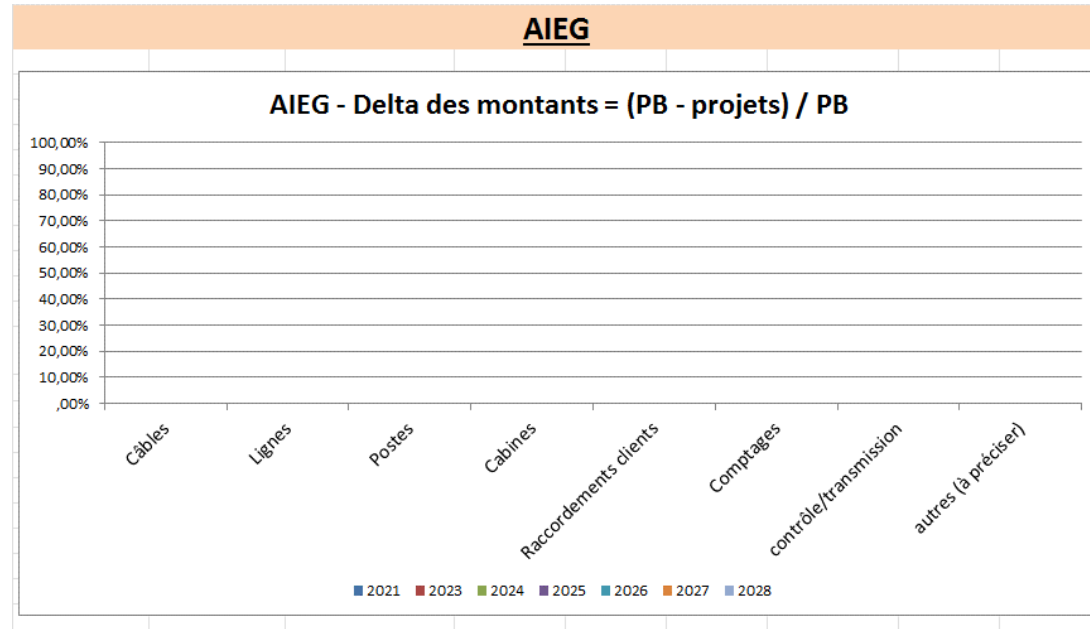 AIEG
AIEG - Delta des montants = (PB - projets) / PB
100,00%
90,00%
80,00%
70,00%
60,00%
50,00%
40,00%
30,00%
20,00%
10,00%
,00%
Câbles
Lignes
Postes
Cabines
Raccordements clients
Comptages
contrôle/transmission
autres (à préciser)
2021 2023 2024 2025 2026 2027 2028